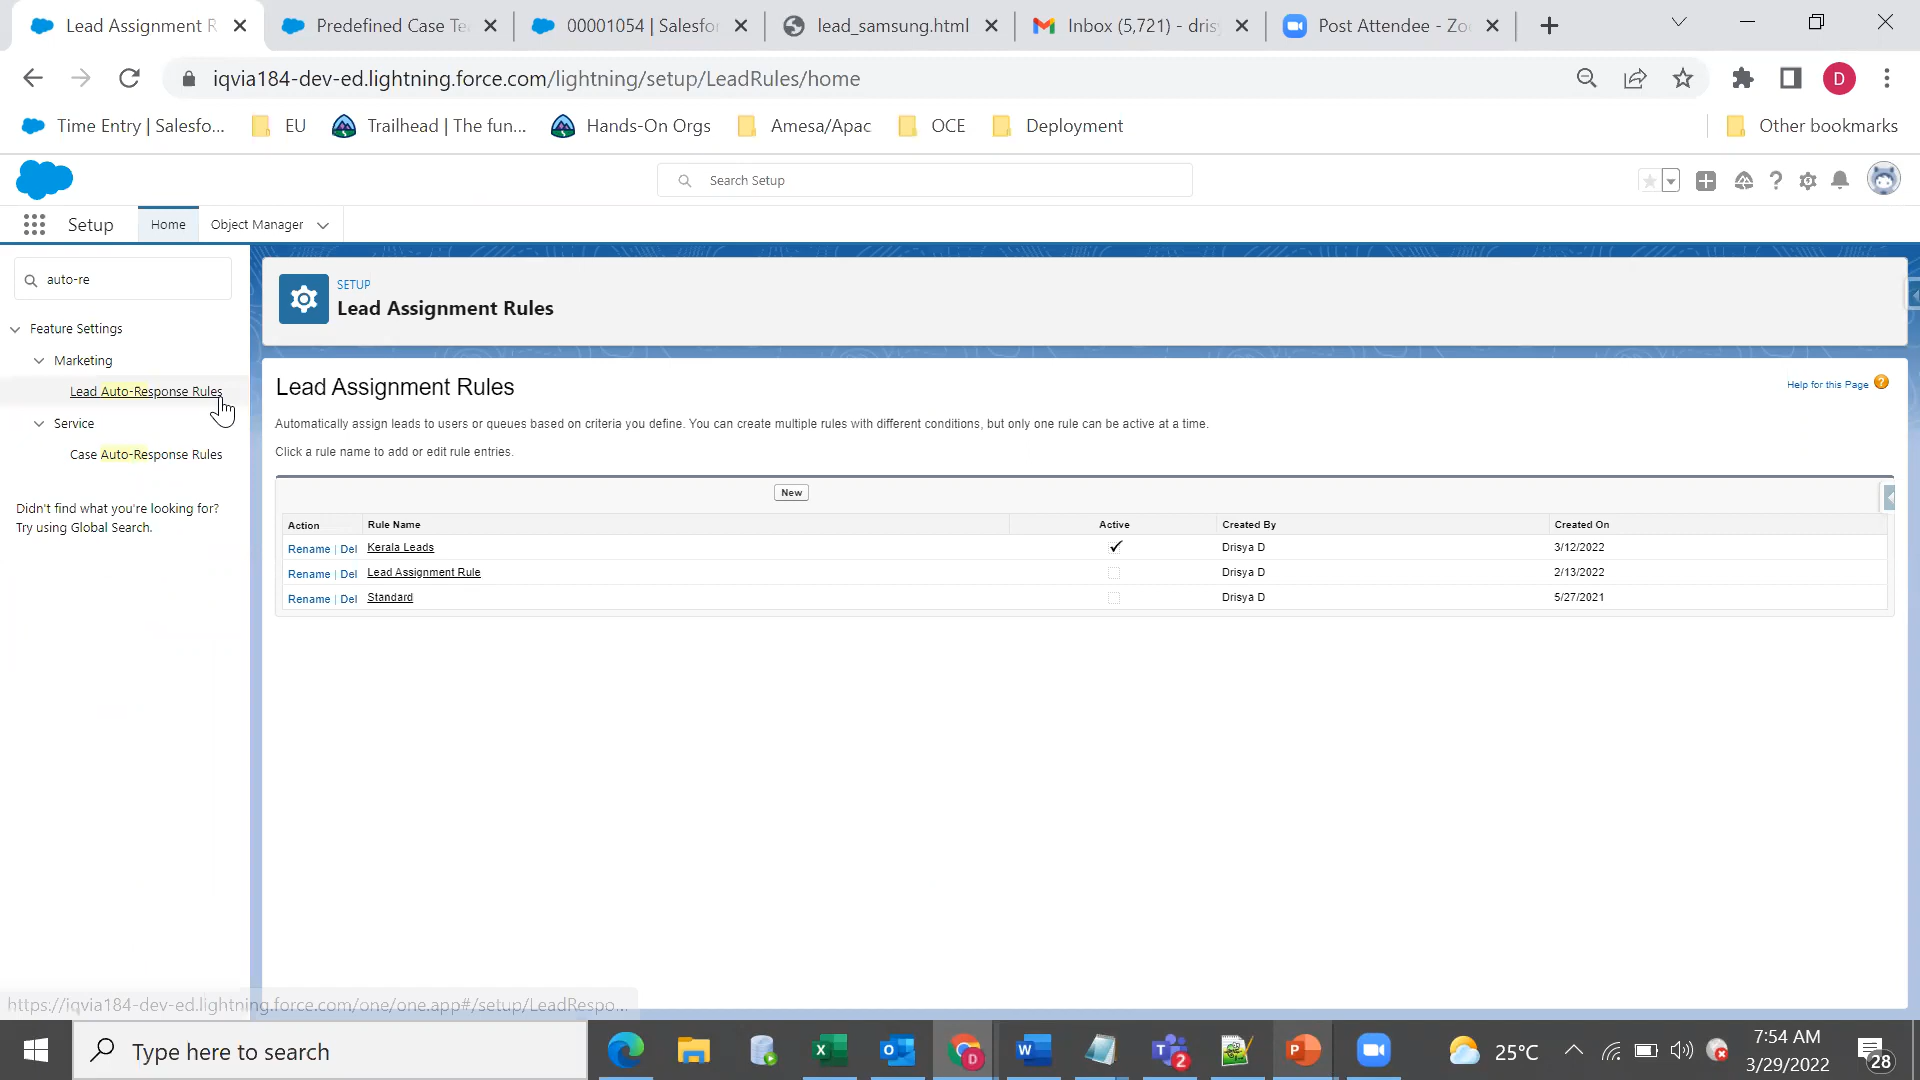 Lead Assignment R
Predefined Case Te
00001054 | Salesfo
lead_samsung.html
Inbox (5,721) - dris
Post Attendee - Zo
iqvia184-dev-ed.lightning.force.com/lightning/setup/LeadRules/home
D
Time Entry | Salesfo...
EU
Trailhead | The fun...
Hands-On Orgs
Amesa/Apac
OCE
Deployment
Other bookmarks
Search Setup
Setup
Home
Object Manager
auto-re
Feature Settings
Marketing
Lead Auto-Response Rules
Service
Case Auto-Response Rules
Didn't find what you're looking for?
Try using Global Search.
SETUP
Lead Assignment Rules
Lead Assignment Rules
Help for this Page
Automatically assign leads to users or queues based on criteria you define. You can create multiple rules with different conditions, but only one rule can be active at a time.
Click a rule name to add or edit rule entries.
New
Action Rule Name Active Created By Created On
Rename | Del Kerala Leads Drisya D 3/12/2022
Rename | Del Lead Assignment Rule Drisya D 2/13/2022
Rename | Del Standard Drisya D 5/27/2021
https://iqvia184-dev-ed.lightning.force.com/one/one.app#/setup/LeadRespo...
Type here to search
25°C
7:54 AM
3/29/2022
28
2